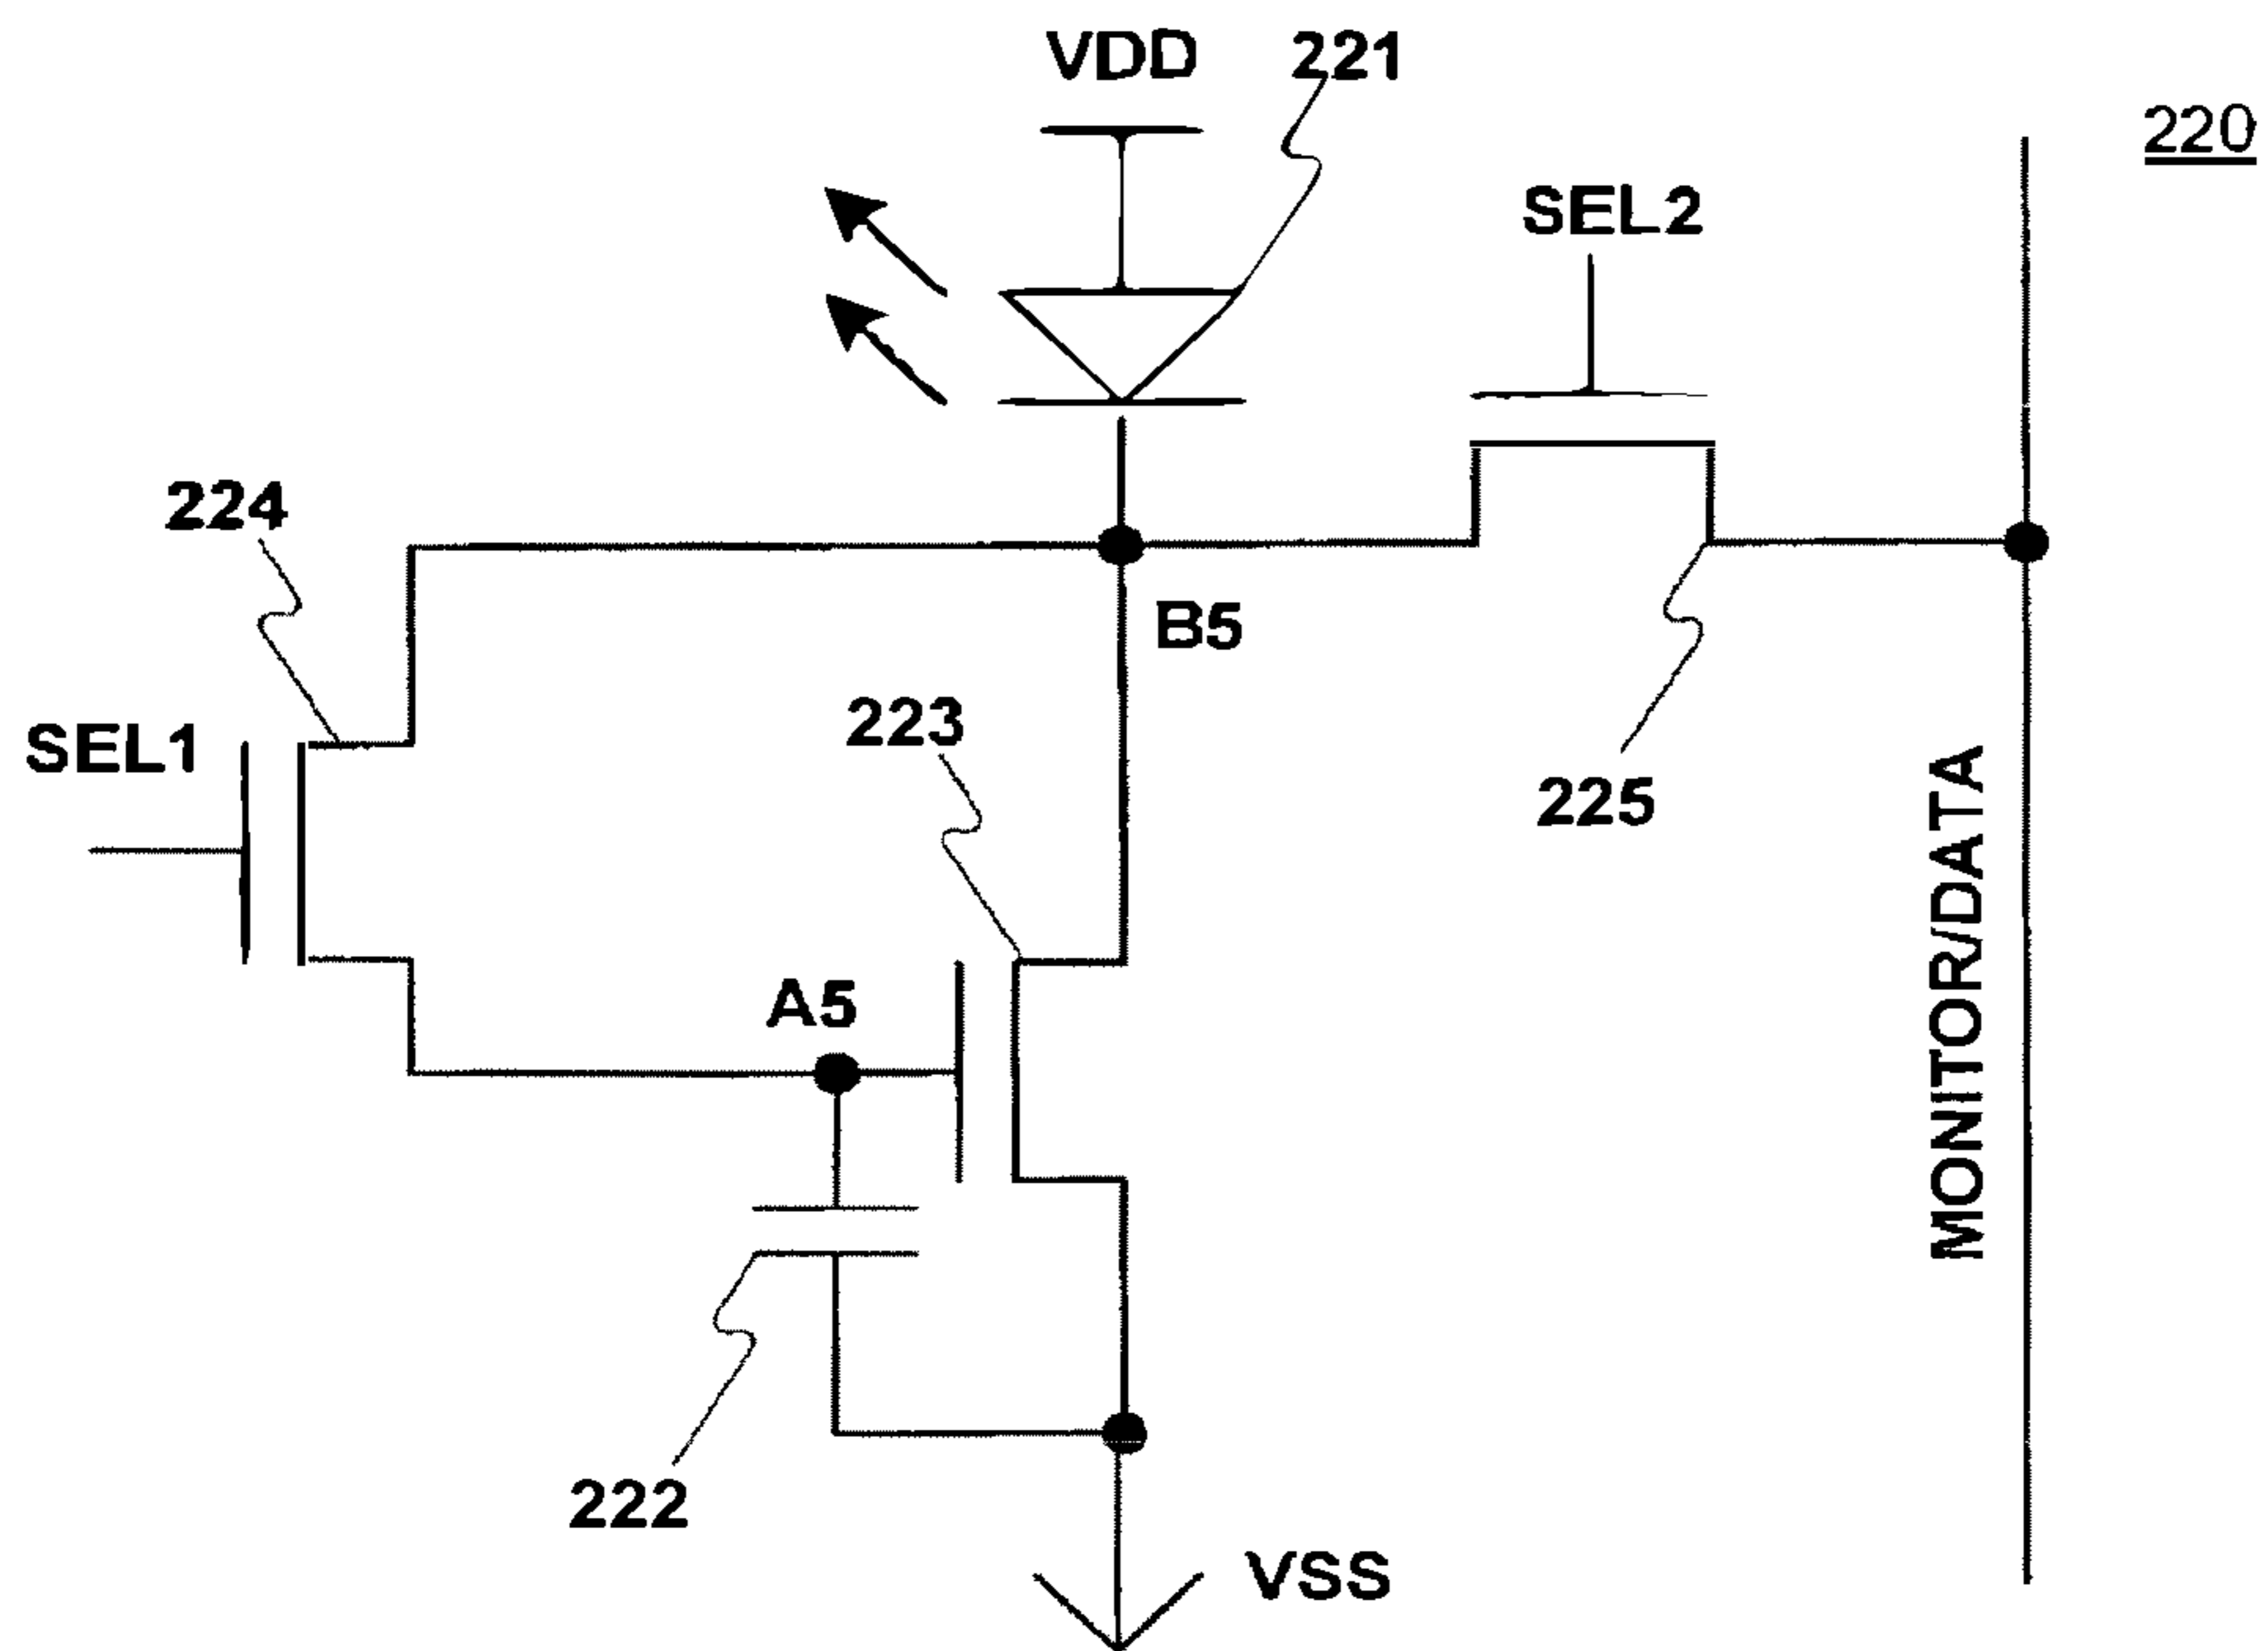 VDD
221
220
SEL2
224
B5
SEL1
223
225
A5
MONITOR/DATA
222
VSS